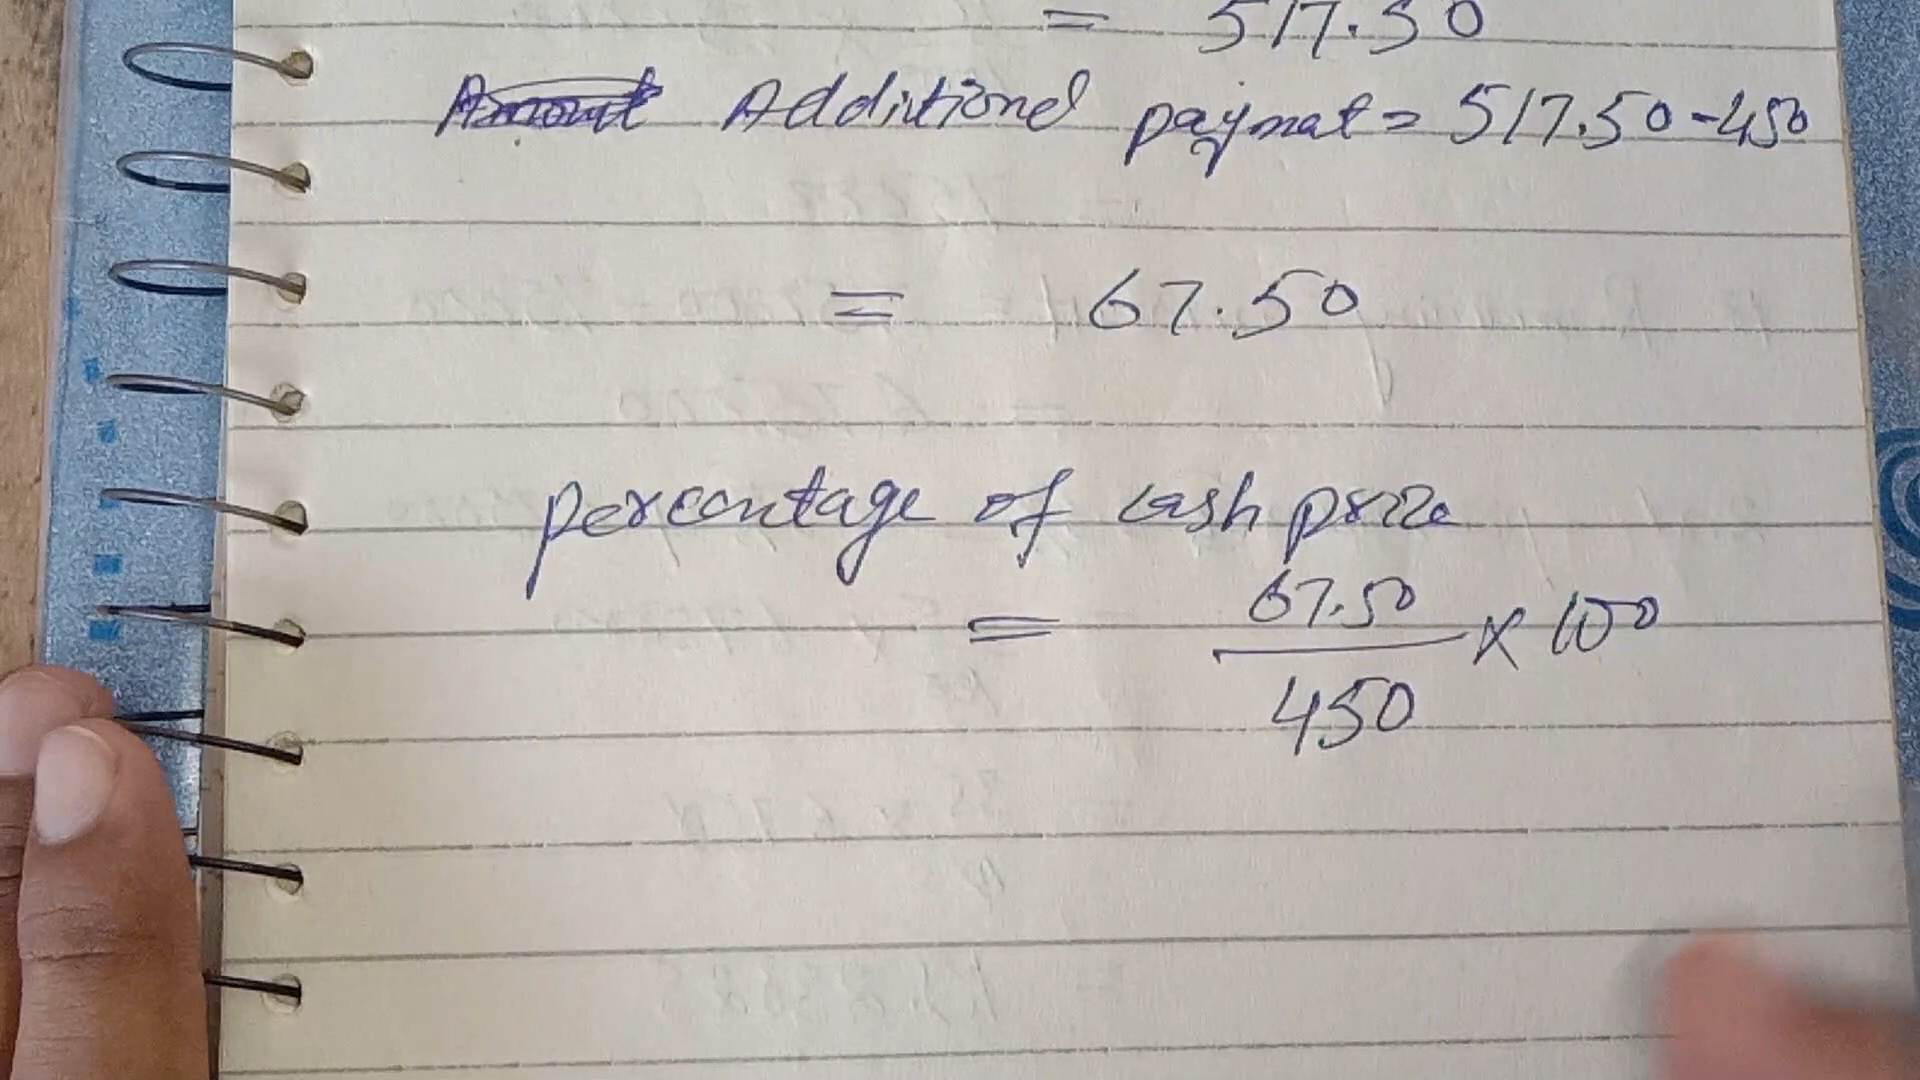 = 517.50
Amount Additional paymat = 517.50-450
= 67.50
percentage of cash prize
= 67.50/450 × 100